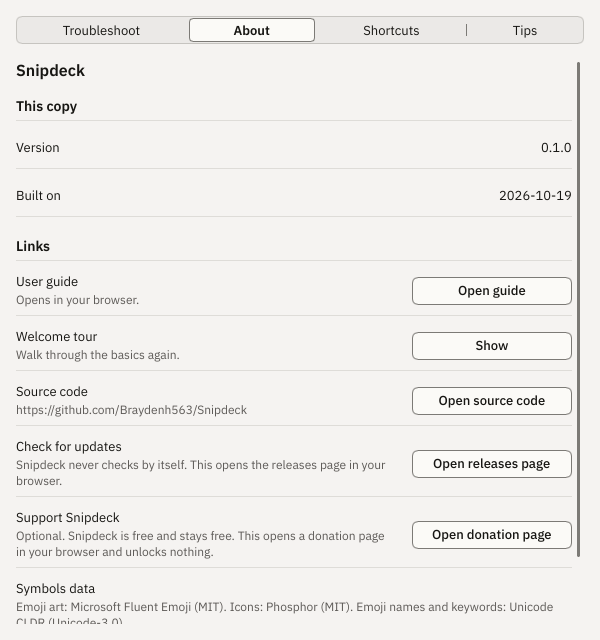 Troubleshoot About Shortcuts Tips
Snipdeck
This copy
Version 0.1.0
Built on 2026-10-19
Links
User guide
Opens in your browser.
Open guide
Welcome tour
Walk through the basics again.
Show
Source code
https://github.com/Braydenh563/Snipdeck
Open source code
Check for updates
Snipdeck never checks by itself. This opens the releases page in your
browser.
Open releases page
Support Snipdeck
Optional. Snipdeck is free and stays free. This opens a donation page
in your browser and unlocks nothing.
Open donation page
Symbols data
Emoji art: Microsoft Fluent Emoji (MIT). Icons: Phosphor (MIT). Emoji names and keywords: Unicode
CLDR (Unicode-3.0)